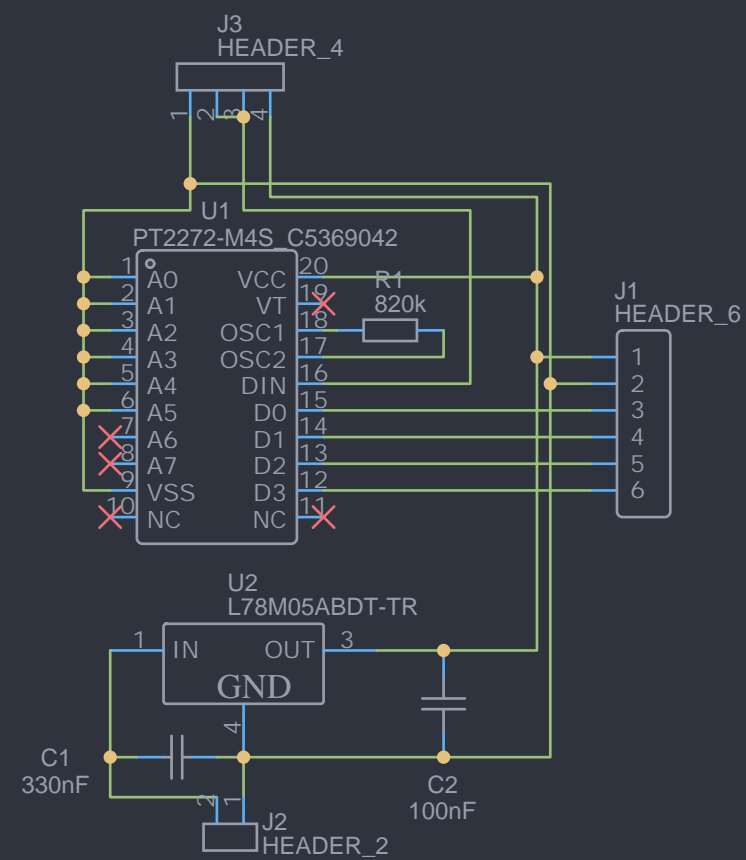 J3
HEADER_4
1 2 3 4
U1
PT2272-M4S_C5369042
1 A0 VCC 20
2 A1 VT 19
3 A2 OSC1 18
4 A3 OSC2 17
5 A4 DIN 16
6 A5 D0 15
7 A6 D1 14
8 A7 D2 13
9 VSS D3 12
10 NC NC 11
R1
820k
J1
HEADER_6
1
2
3
4
5
6
U2
L78M05ABDT-TR
1 IN OUT 3
GND
4
C1
330nF
C2
100nF
2 1
J2
HEADER_2